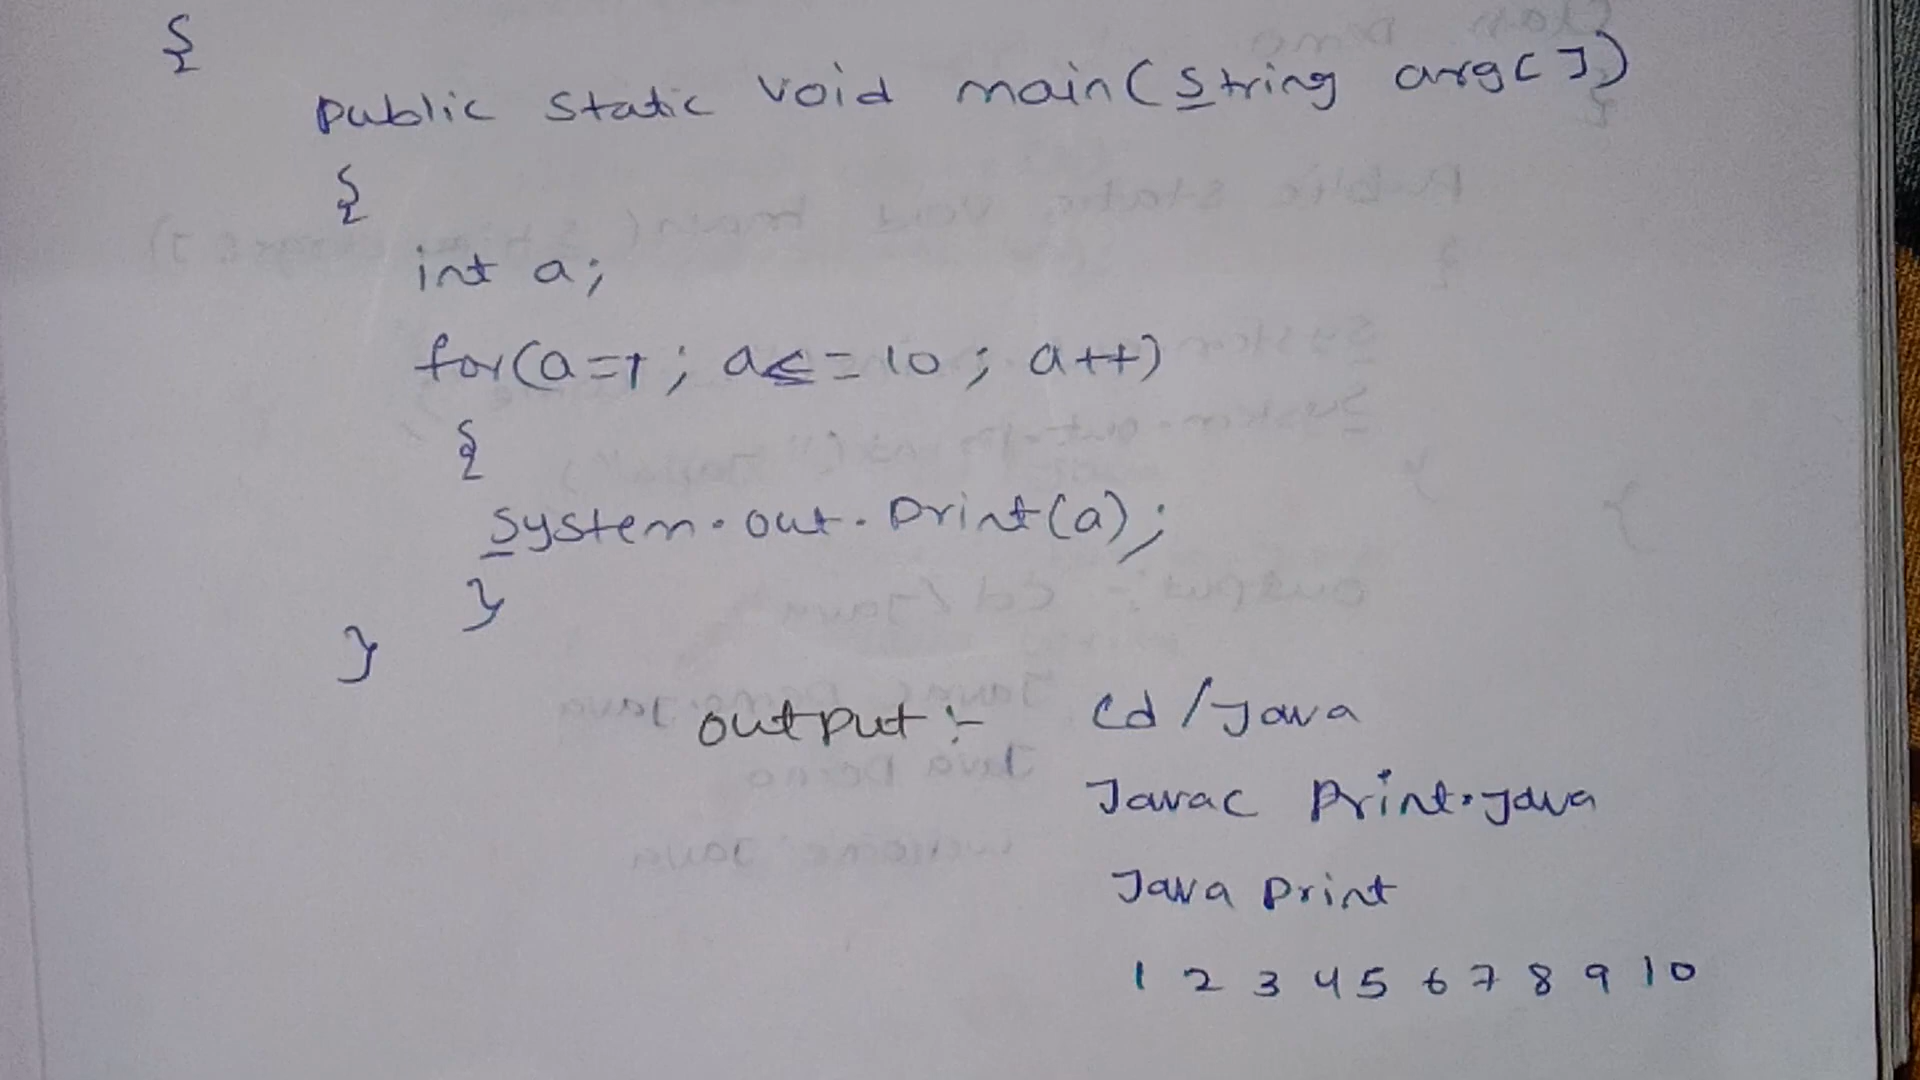 {
public static void main(String arg[])
{
int a;
for(a=1; a<=10; a++)
{
System.out.print(a);
}
}
output :- cd /java
Javac Print.java
Java Print
1 2 3 4 5 6 7 8 9 10